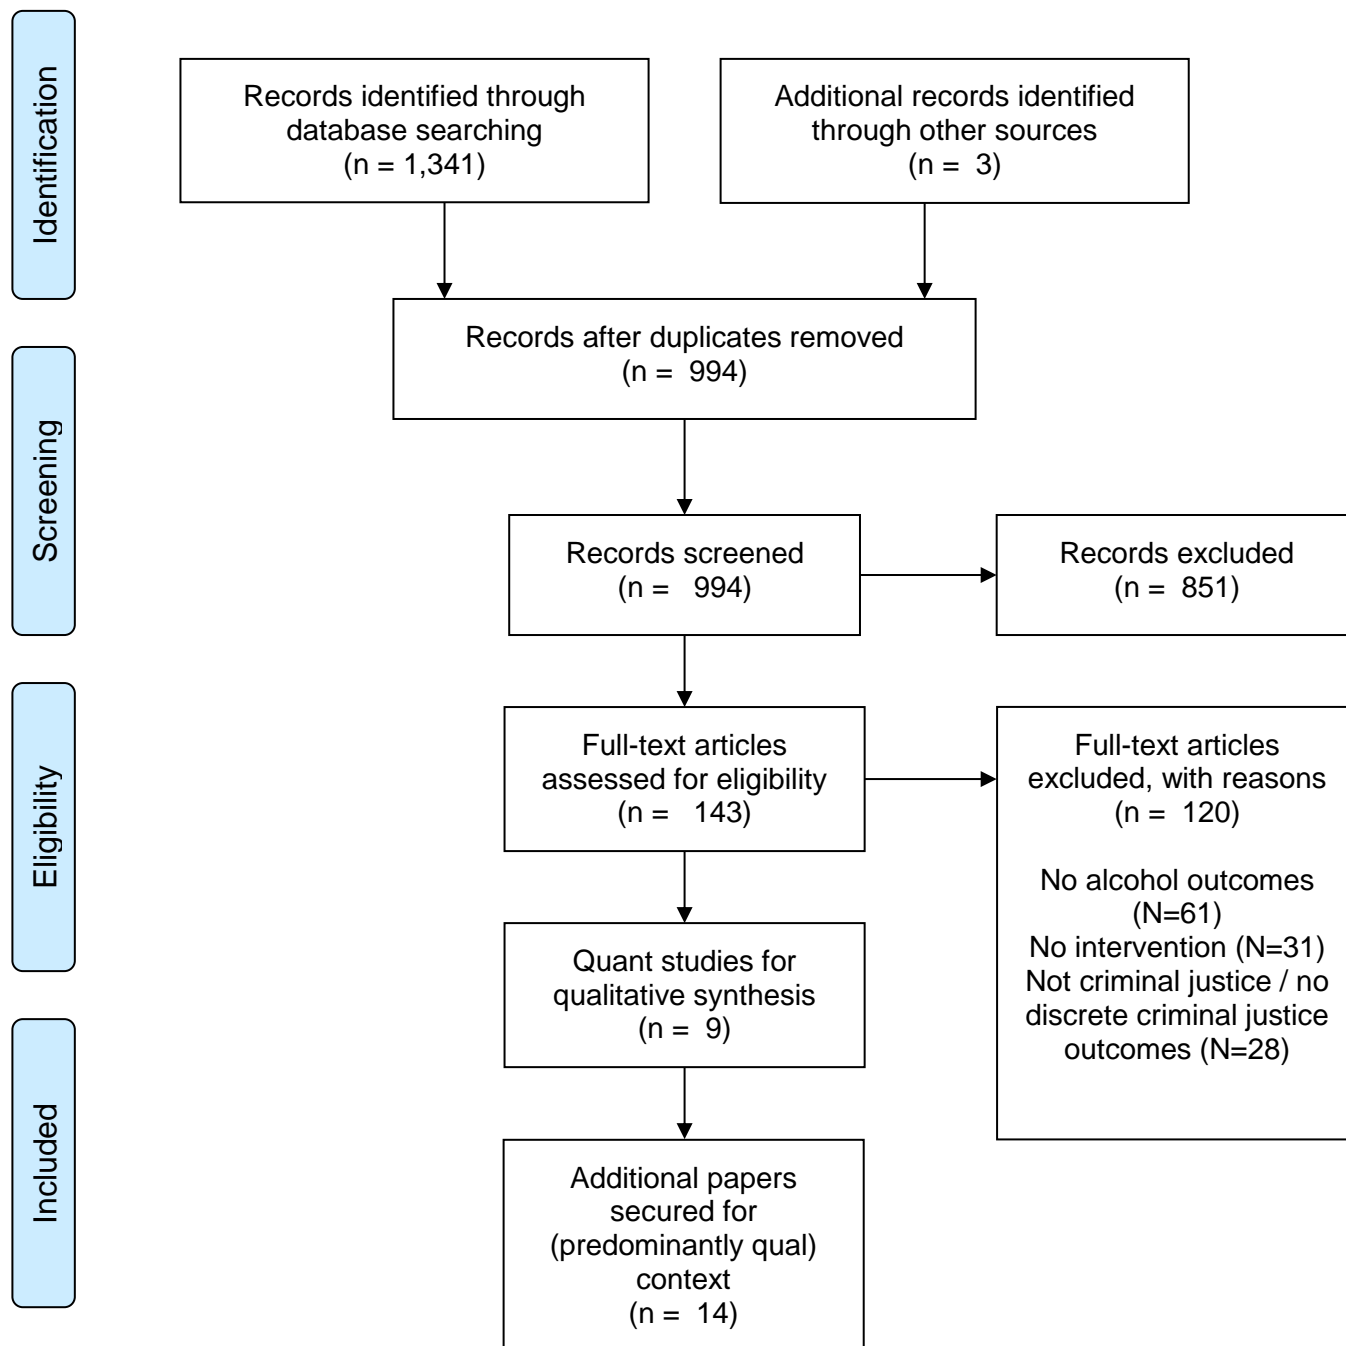 Identification
Records identified through
database searching
(n = 1,341)
Additional records identified
through other sources
(n = 3)
Records after duplicates removed
(n = 994)
Screening
Records screened
(n = 994)
Records excluded
(n = 851)
Eligibility
Full-text articles
assessed for eligibility
(n = 143)
Full-text articles
excluded, with reasons
(n = 120)
No alcohol outcomes
(N=61)
No intervention (N=31)
Not criminal justice / no
discrete criminal justice
outcomes (N=28)
Quant studies for
qualitative synthesis
(n = 9)
Included
Additional papers
secured for
(predominantly qual)
context
(n = 14)